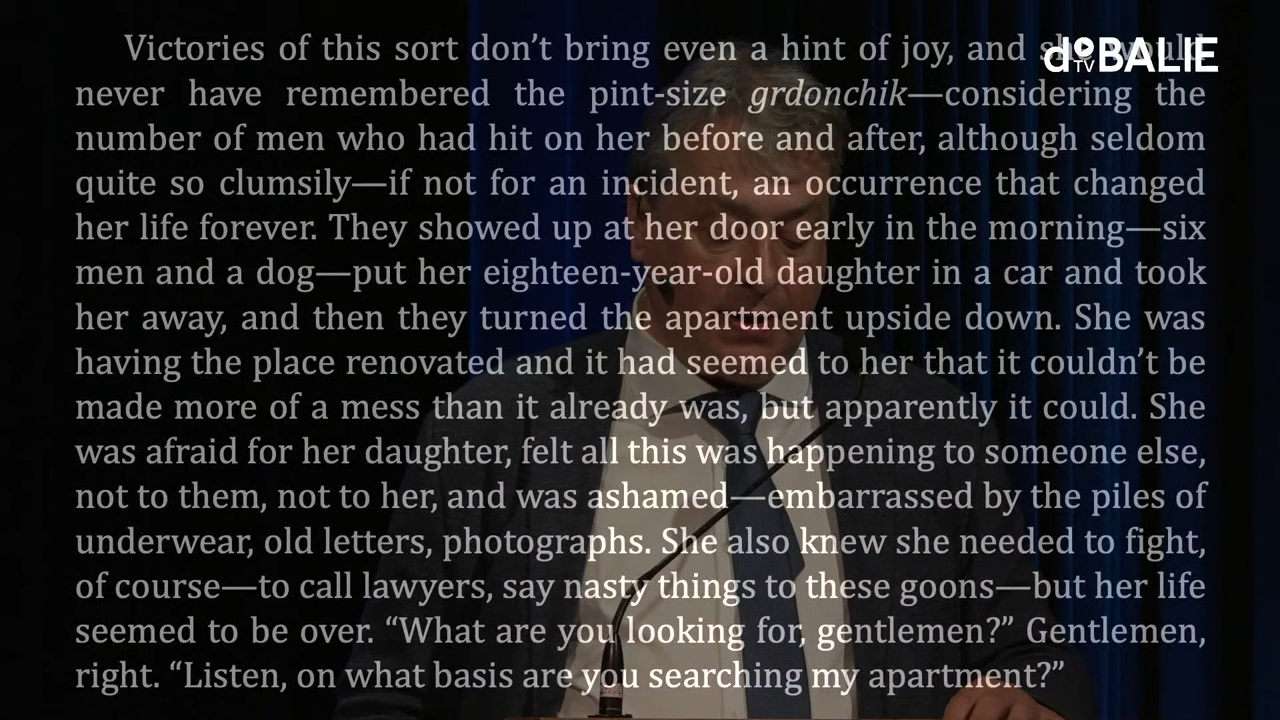 Victories of this sort don’t bring even a hint of joy, and she would
never have remembered the pint-size grdonchik—considering the
number of men who had hit on her before and after, although seldom
quite so clumsily—if not for an incident, an occurrence that changed
her life forever. They showed up at her door early in the morning—six
men and a dog—put her eighteen-year-old daughter in a car and took
her away, and then they turned the apartment upside down. She was
having the place renovated and it had seemed to her that it couldn’t be
made more of a mess than it already was, but apparently it could. She
was afraid for her daughter, felt all this was happening to someone else,
not to them, not to her, and was ashamed—embarrassed by the piles of
underwear, old letters, photographs. She also knew she needed to fight,
of course—to call lawyers, say nasty things to these goons—but her life
seemed to be over. “What are you looking for, gentlemen?” Gentlemen,
right. “Listen, on what basis are you searching my apartment?”
deBALIE
TV